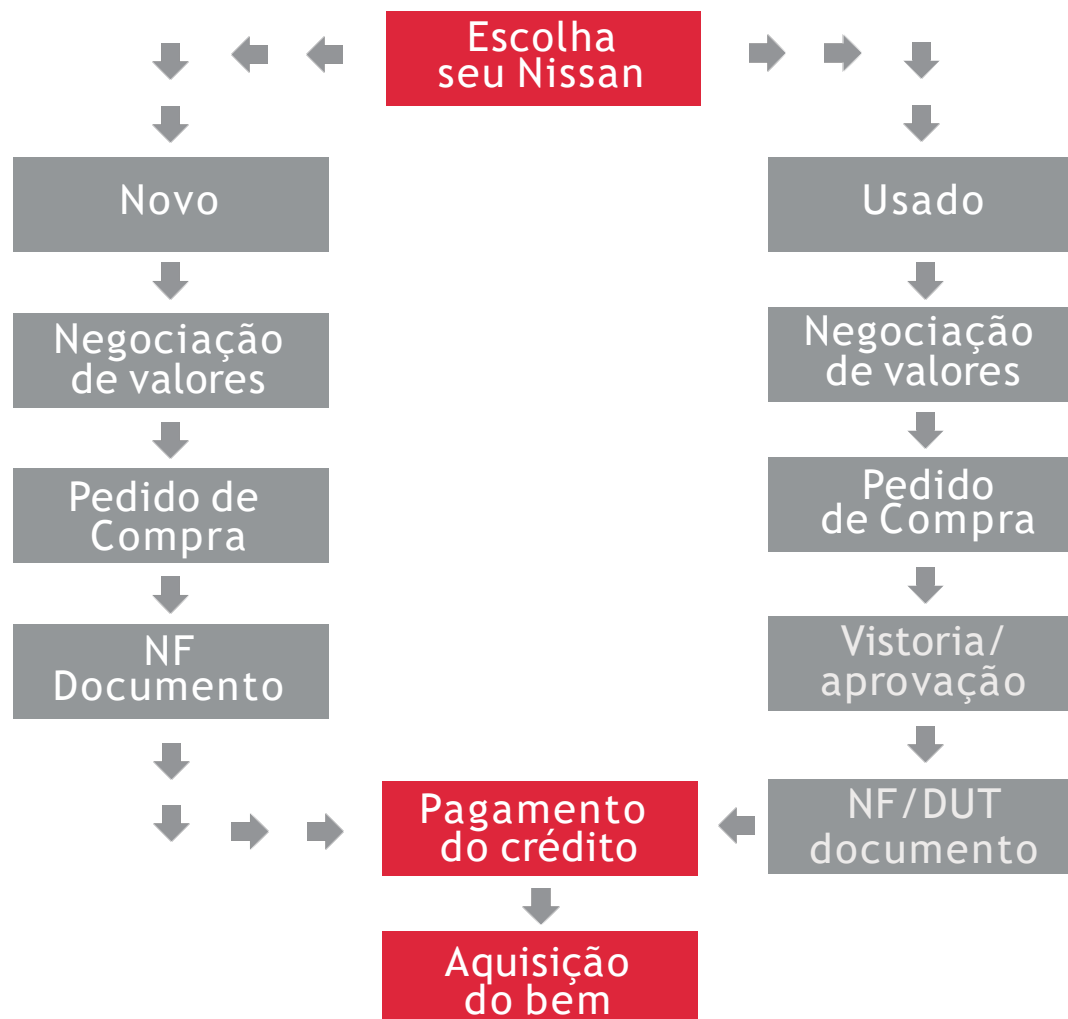 Escolha
seu Nissan
Novo
Negociação
de valores
Pedido de
Compra
NF
Documento
Usado
Negociação
de valores
Pedido
de Compra
Vistoria/
aprovação
NF/DUT
documento
Pagamento
do crédito
Aquisição
do bem